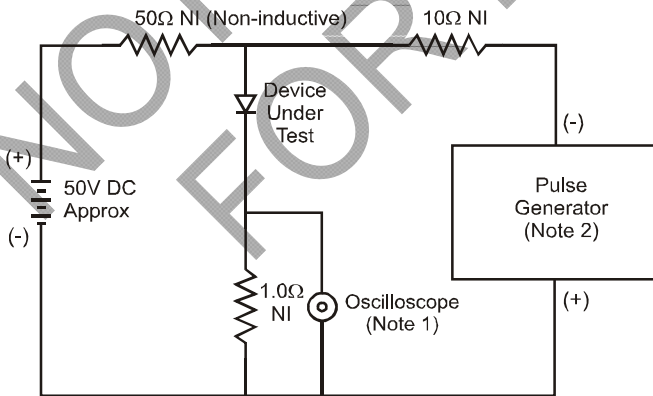 50Ω NI (Non-inductive)
10Ω NI
Device
Under
Test
(+)
50V DC
Approx
(-)
(-)
Pulse
Generator
(Note 2)
(+)
1.0Ω
NI
Oscilloscope
(Note 1)